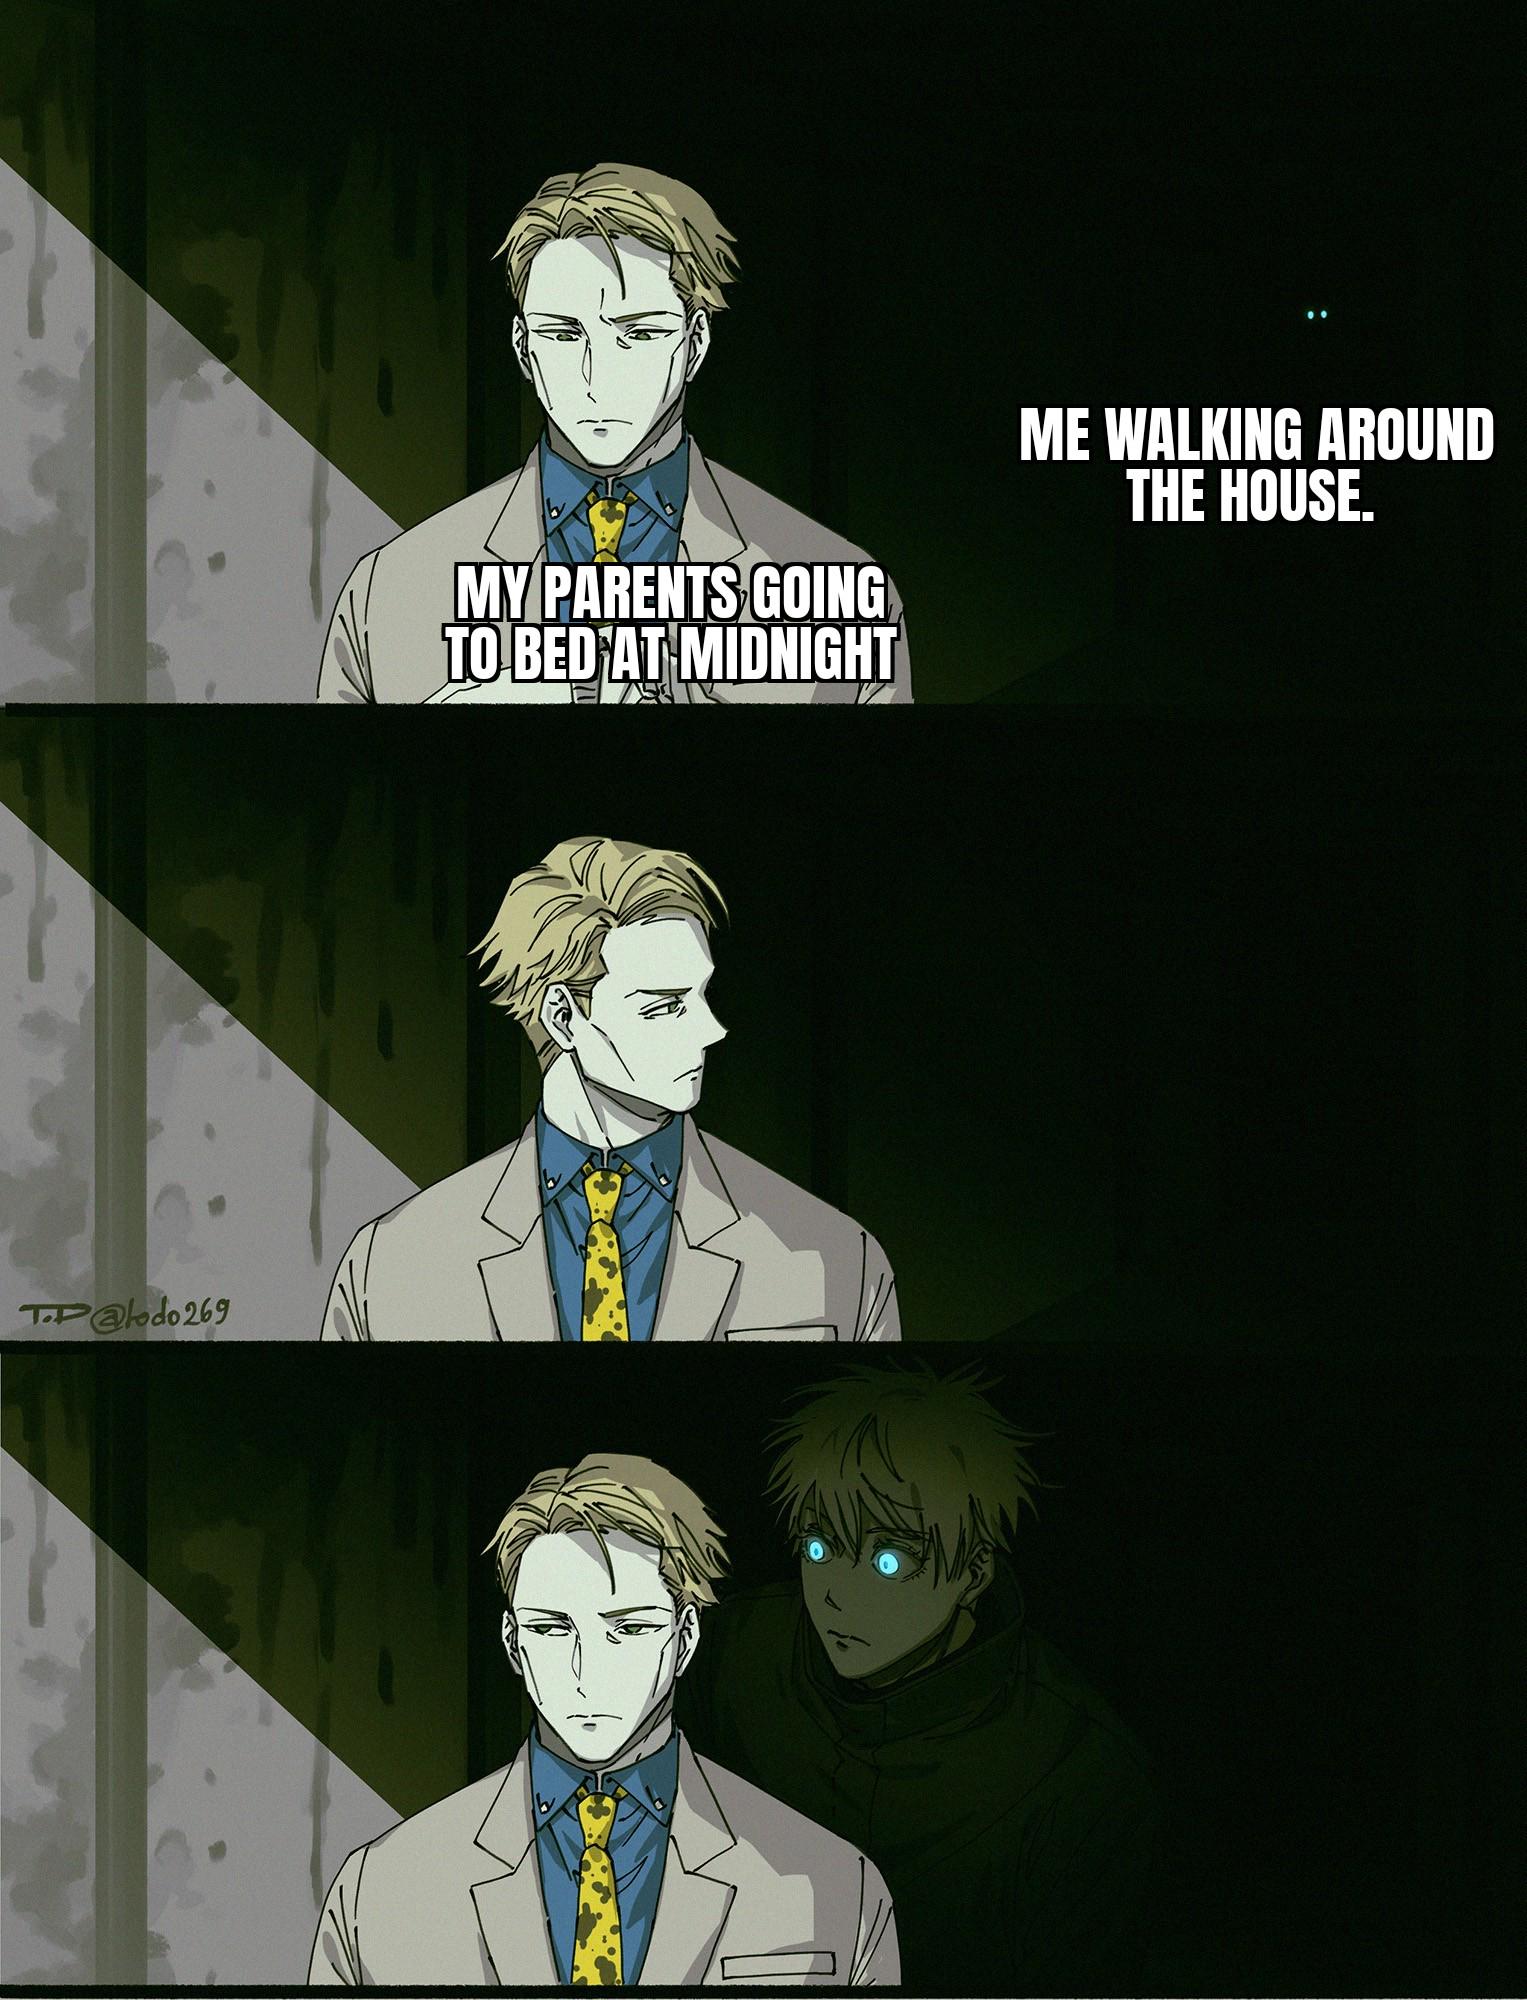 ME WALKING AROUND
THE HOUSE.
MY PARENTS GOING
TO BED AT MIDNIGHT
T.D @todo269